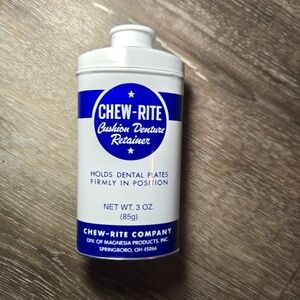 CHEW-RITE
Cushion Denture
Retainer
HOLDS DENTAL PLATES
FIRMLY IN POSITION
NET WT. 3 OZ.
(85g)
CHEW-RITE COMPANY
DIV. OF MAGNESIA PRODUCTS, INC.
SPRINGBORO, OH 45066